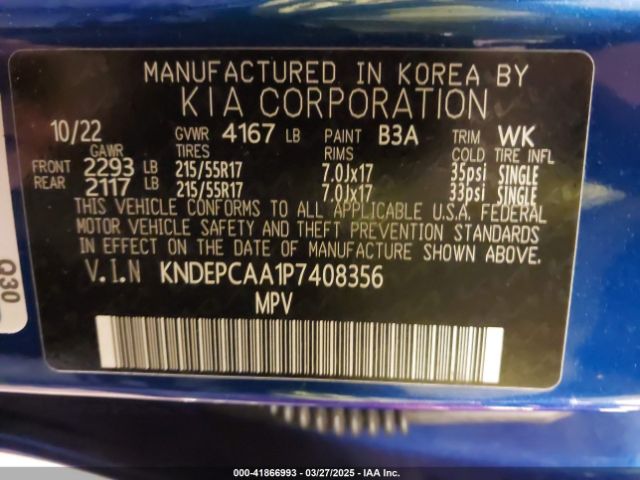 MANUFACTURED IN KOREA BY
KIA CORPORATION
10/22 GVWR 4167 LB PAINT B3A TRIM WK
GAWR TIRES RIMS COLD TIRE INFL
FRONT 2293 LB 215/55R17 7.0Jx17 35psi SINGLE
REAR 2117 LB 215/55R17 7.0Jx17 33psi SINGLE
THIS VEHICLE CONFORMS TO ALL APPLICABLE U.S.A. FEDERAL
MOTOR VEHICLE SAFETY AND THEFT PREVENTION STANDARDS
IN EFFECT ON THE DATE OF MANUFACTURE SHOWN ABOVE.
V.I.N KNDEPCAA1P7408356
MPV
Q30
000-41866993 | 03/27/2025 | IAA Inc.